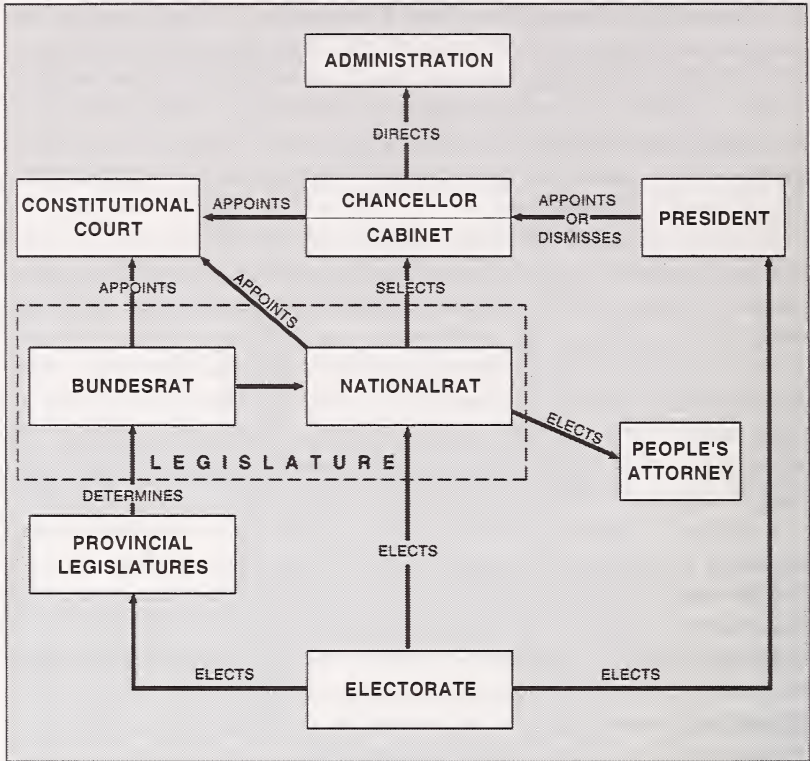 ADMINISTRATION
DIRECTS
CONSTITUTIONAL
COURT
APPOINTS
CHANCELLOR
CABINET
APPOINTS
OR
DISMISSES
PRESIDENT
APPOINTS
APPOINTS
SELECTS
BUNDESRAT
NATIONALRAT
ELECTS
PEOPLE'S
ATTORNEY
LEGISLATURE
DETERMINES
PROVINCIAL
LEGISLATURES
ELECTS
ELECTS
ELECTORATE
ELECTS